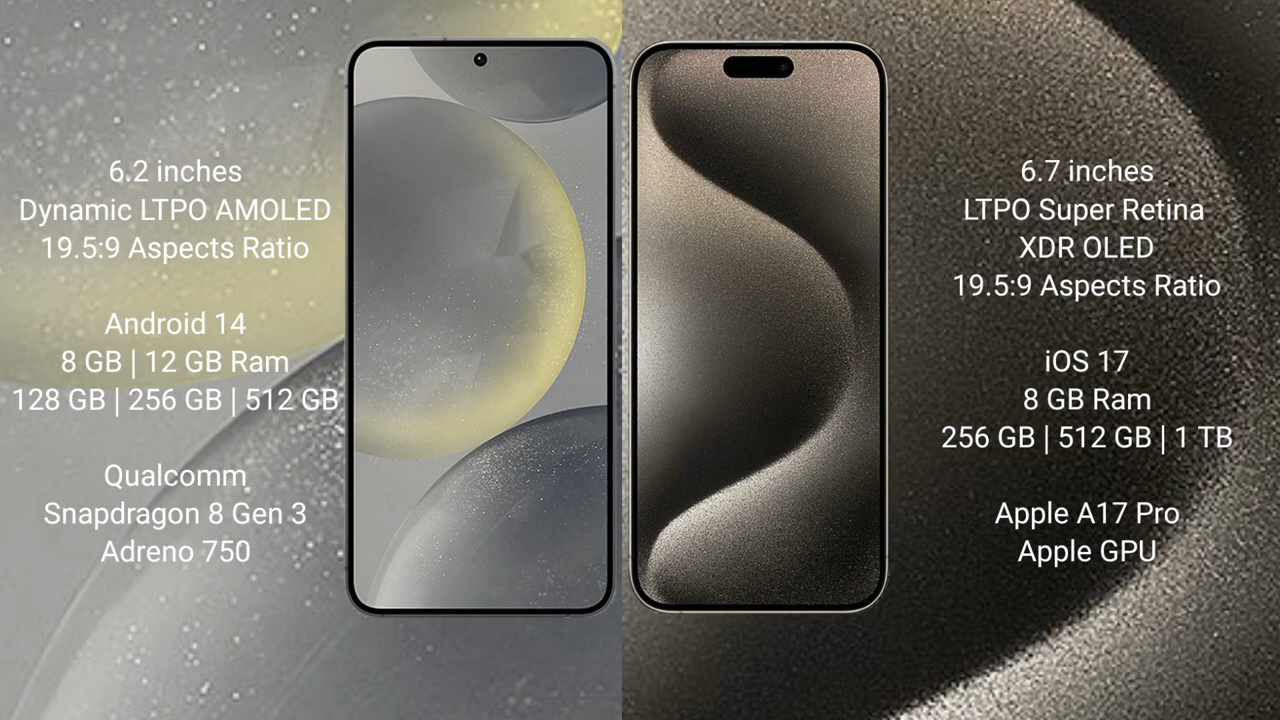 6.2 inches
Dynamic LTPO AMOLED
19.5:9 Aspects Ratio
Android 14
8 GB | 12 GB Ram
128 GB | 256 GB | 512 GB
Qualcomm
Snapdragon 8 Gen 3
Adreno 750
6.7 inches
LTPO Super Retina
XDR OLED
19.5:9 Aspects Ratio
iOS 17
8 GB Ram
256 GB | 512 GB | 1 TB
Apple A17 Pro
Apple GPU